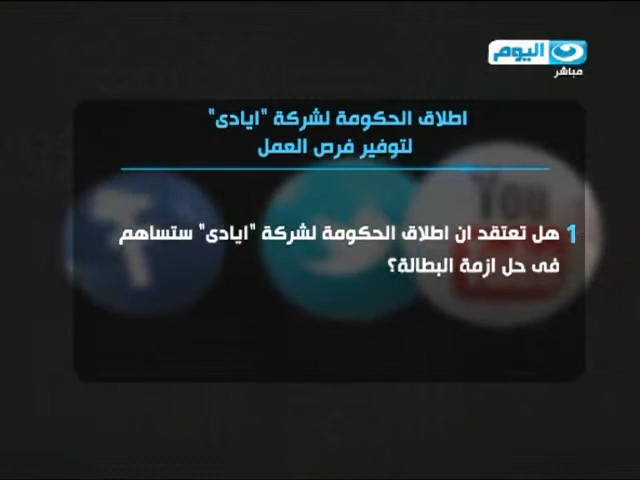 اليوم
مباشر
اطلاق الحكومة لشركة "ايادى"
لتوفير فرص العمل
1 هل تعتقد ان اطلاق الحكومة لشركة "ايادى" ستساهم
فى حل ازمة البطالة؟
You